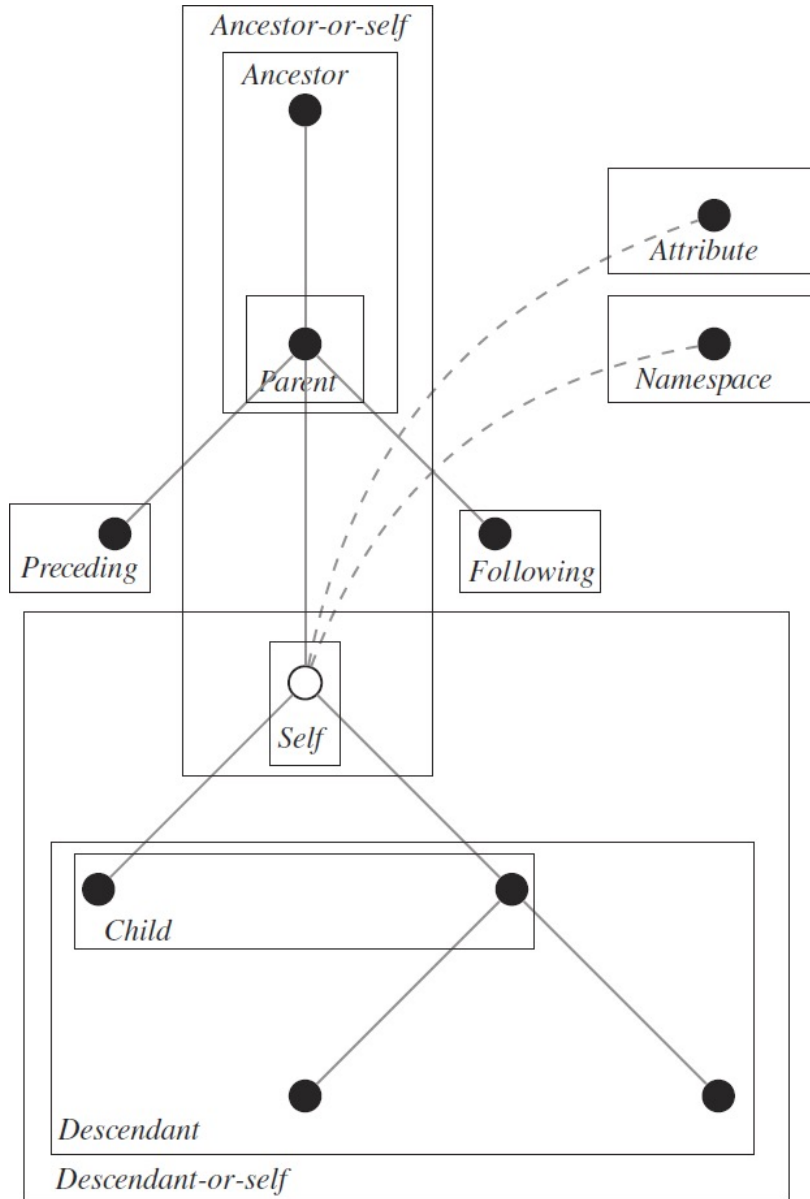 Ancestor-or-self
Ancestor
Attribute
Parent
Namespace
Preceding
Following
Self
Child
Descendant
Descendant-or-self